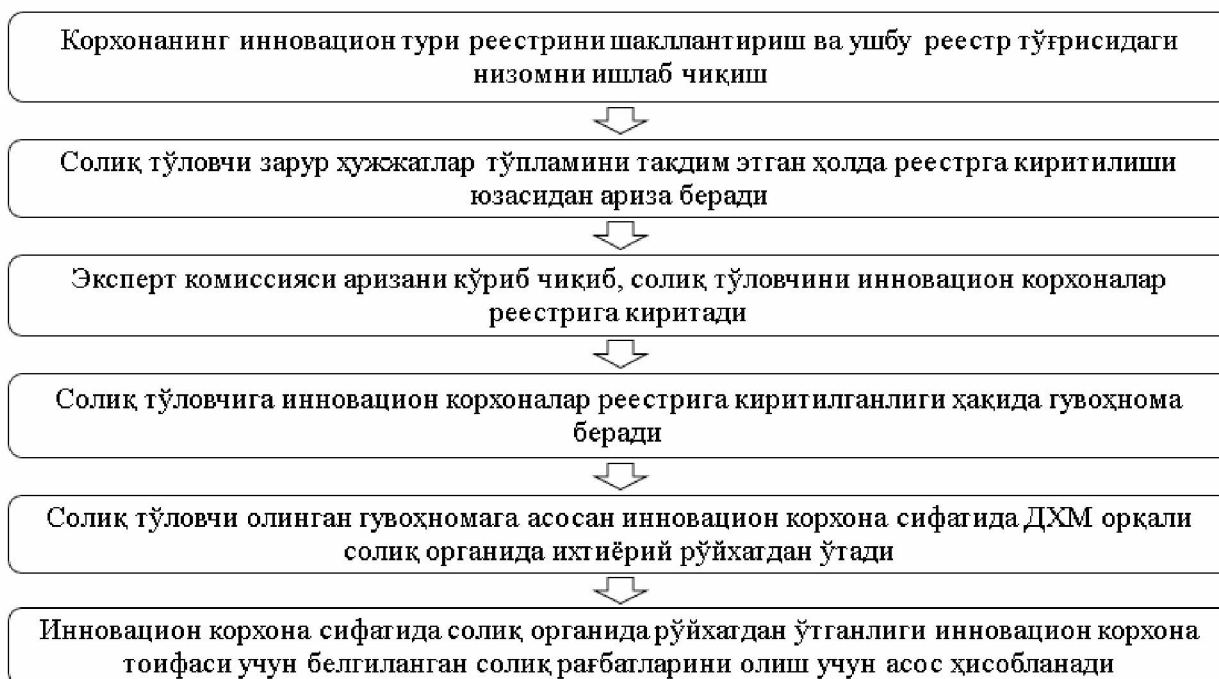 Корхонанинг инновацион тури реестрини шакллантириш ва ушбу реестр тўғрисидаги
низомни ишлаб чиқиш
Солиқ тўловчи зарур ҳужжатлар тўпламини тақдим этган ҳолда реестрга киритилиши
юзасидан ариза беради
Эксперт комиссияси аризани кўриб чиқиб, солиқ тўловчини инновацион корхоналар
реестрига киритади
Солиқ тўловчига инновацион корхоналар реестрига киритилганлиги ҳақида гувоҳнома
беради
Солиқ тўловчи олинган гувоҳномага асосан инновацион корхона сифатида ДХМ орқали
солиқ органида ихтиёрий рўйхатдан ўтади
Инновацион корхона сифатида солиқ органида рўйхатдан ўтганлиги инновацион корхона
тоифаси учун белгиланган солиқ рағбатларини олиш учун асос ҳисобланади